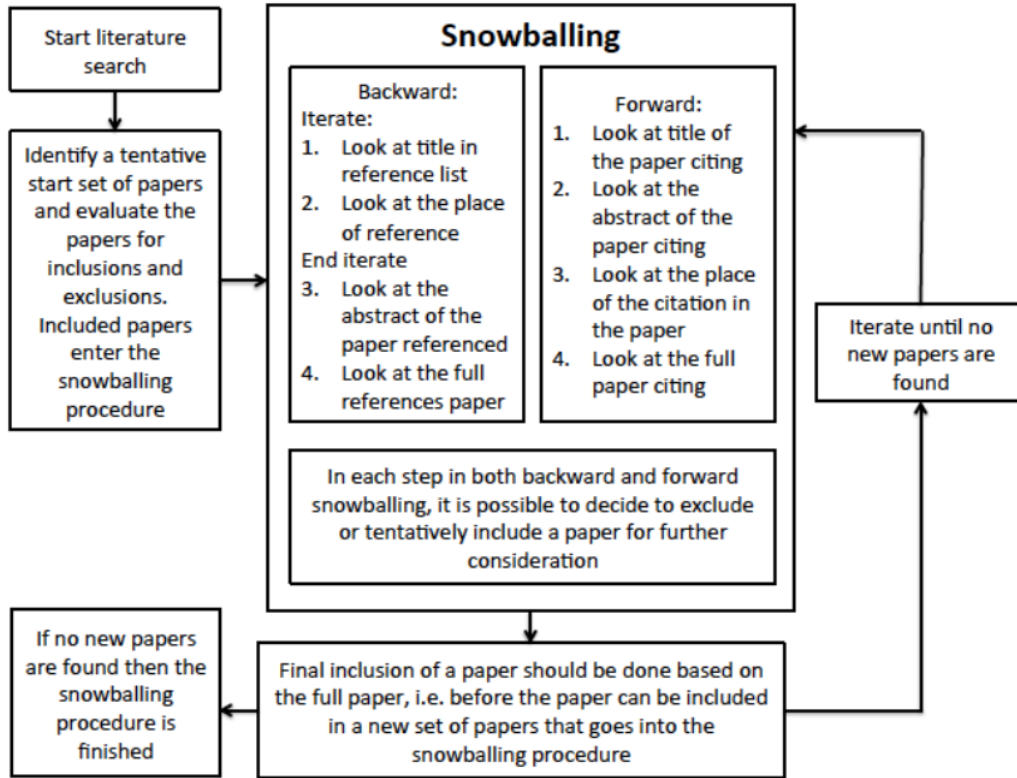 Start literature
search
Identify a tentative
start set of papers
and evaluate the
papers for
inclusions and
exclusions.
Included papers
enter the
snowballing
procedure
Snowballing
Backward:
Iterate:
1. Look at title in
reference list
2. Look at the place
of reference
End iterate
3. Look at the
abstract of the
paper referenced
4. Look at the full
references paper
Forward:
1. Look at title of
the paper citing
2. Look at the
abstract of the
paper citing
3. Look at the place
of the citation in
the paper
4. Look at the full
paper citing
In each step in both backward and forward
snowballing, it is possible to decide to exclude
or tentatively include a paper for further
consideration
Iterate until no
new papers are
found
Final inclusion of a paper should be done based on
the full paper, i.e. before the paper can be included
in a new set of papers that goes into the
snowballing procedure
If no new papers
are found then the
snowballing
procedure is
finished